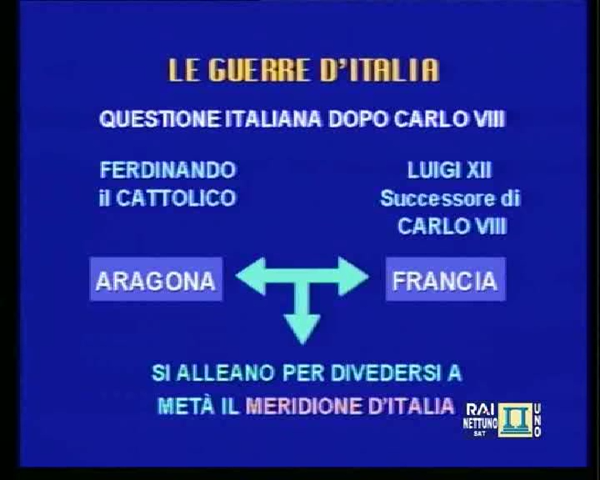 LE GUERRE D'ITALIA
QUESTIONE ITALIANA DOPO CARLO VIII
FERDINANDO
il CATTOLICO
LUIGI XII
Successore di
CARLO VIII
ARAGONA
FRANCIA
SI ALLEANO PER DIVEDERSI A
METÀ IL MERIDIONE D'ITALIA
RAI
NETTUNO
SAT
UNO